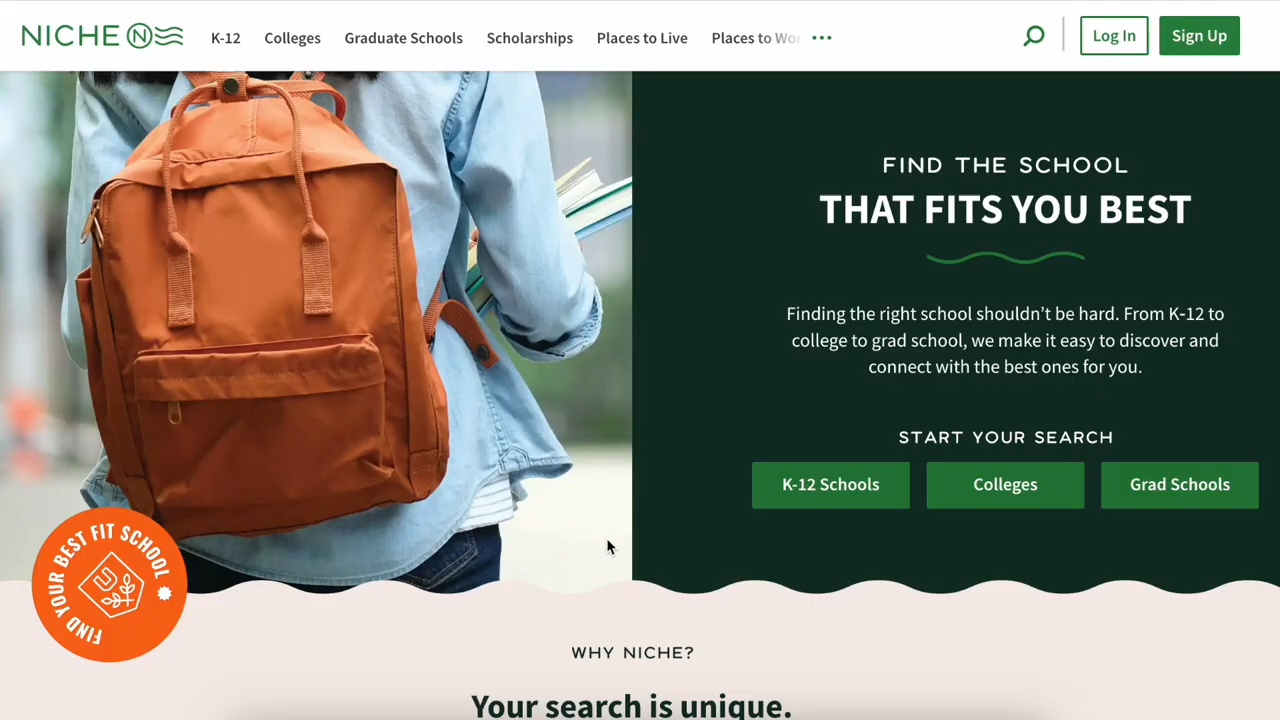 NICHE N
K-12
Colleges
Graduate Schools
Scholarships
Places to Live
Places to Wo
Log In
Sign Up
FIND THE SCHOOL
THAT FITS YOU BEST
Finding the right school shouldn’t be hard. From K-12 to
college to grad school, we make it easy to discover and
connect with the best ones for you.
START YOUR SEARCH
K-12 Schools
Colleges
Grad Schools
FIND YOUR BEST FIT SCHOOL
WHY NICHE?
Your search is unique.